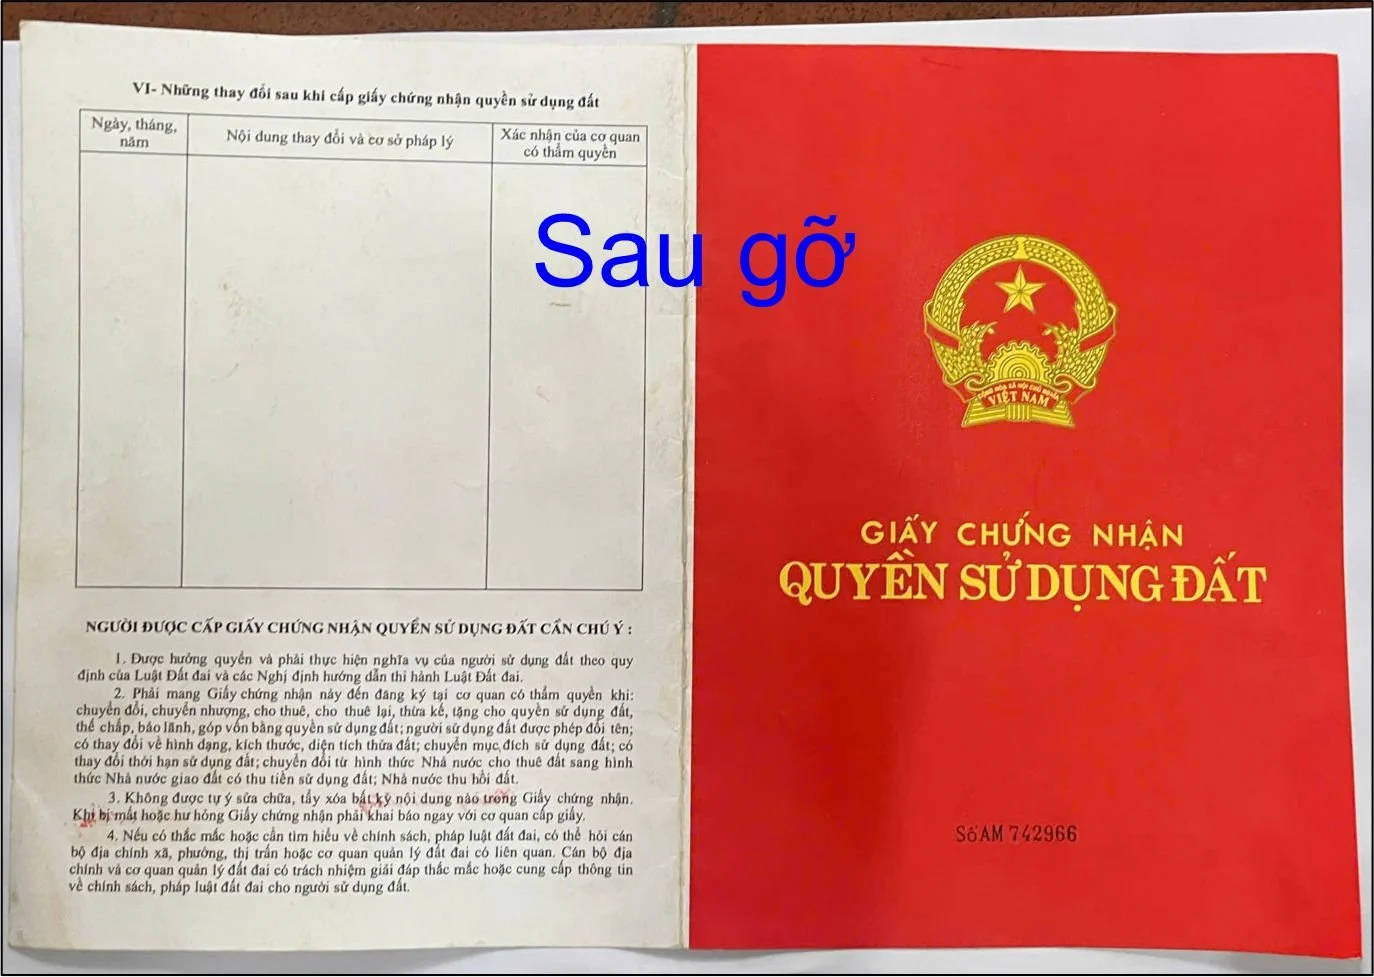 VI- Những thay đổi sau khi cấp giấy chứng nhận quyền sử dụng đất
Ngày, tháng, năm
Nội dung thay đổi và cơ sở pháp lý
Xác nhận của cơ quan có thẩm quyền
NGƯỜI ĐƯỢC CẤP GIẤY CHỨNG NHẬN QUYỀN SỬ DỤNG ĐẤT CẦN CHÚ Ý :
1. Được hưởng quyền và phải thực hiện nghĩa vụ của người sử dụng đất theo quy
định của Luật Đất đai và các Nghị định hướng dẫn thi hành Luật Đất đai.
2. Phải mang Giấy chứng nhận này đến đăng ký tại cơ quan có thẩm quyền khi:
chuyển đổi, chuyển nhượng, cho thuê, cho thuê lại, thừa kế, tặng cho quyền sử dụng đất,
thế chấp, bảo lãnh, góp vốn bằng quyền sử dụng đất; người sử dụng đất được phép đổi tên;
có thay đổi về hình dạng, kích thước, diện tích thửa đất; chuyển mục đích sử dụng đất; có
thay đổi thời hạn sử dụng đất; chuyển đổi từ hình thức Nhà nước cho thuê đất sang hình
thức Nhà nước giao đất có thu tiền sử dụng đất; Nhà nước thu hồi đất.
3. Không được tự ý sửa chữa, tẩy xóa bất kỳ nội dung nào trong Giấy chứng nhận.
Khi bị mất hoặc hư hỏng Giấy chứng nhận phải khai báo ngay với cơ quan cấp giấy.
4. Nếu có thắc mắc hoặc cần tìm hiểu về chính sách, pháp luật đất đai, có thể hỏi cán
bộ địa chính xã, phường, thị trấn hoặc cơ quan quản lý đất đai có liên quan. Cán bộ địa
chính và cơ quan quản lý đất đai có trách nhiệm giải đáp thắc mắc hoặc cung cấp thông tin
về chính sách, pháp luật đất đai cho người sử dụng đất.
Sau gỡ
CỘNG HÒA XÃ HỘI CHỦ NGHĨA
VIỆT NAM
GIẤY CHỨNG NHẬN
QUYỀN SỬ DỤNG ĐẤT
Số AM 742966